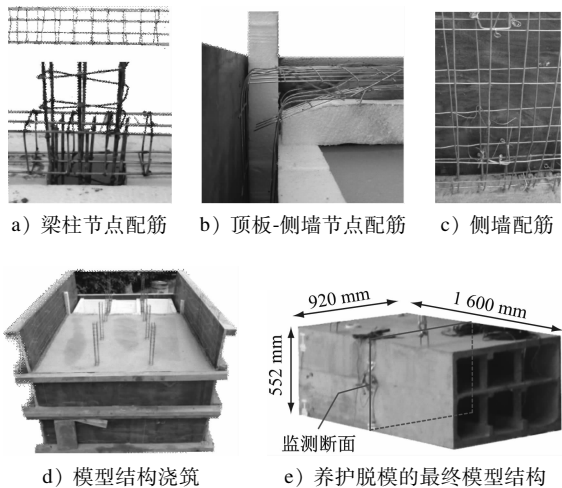 a）梁柱节点配筋 b）顶板-侧墙节点配筋 c）侧墙配筋
920 mm 1 600 mm
552 mm
监测断面
d）模型结构浇筑 e）养护脱模的最终模型结构